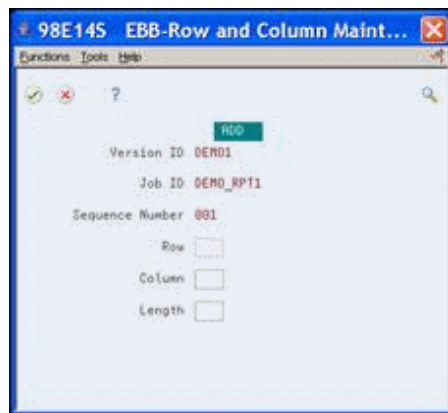 98E14S EBB-Row and Column Maint...
Functions Tools Help
?
ADD
Version ID DEMO1
Job ID DEMO_RPT1
Sequence Number 001
Row
Column
Length